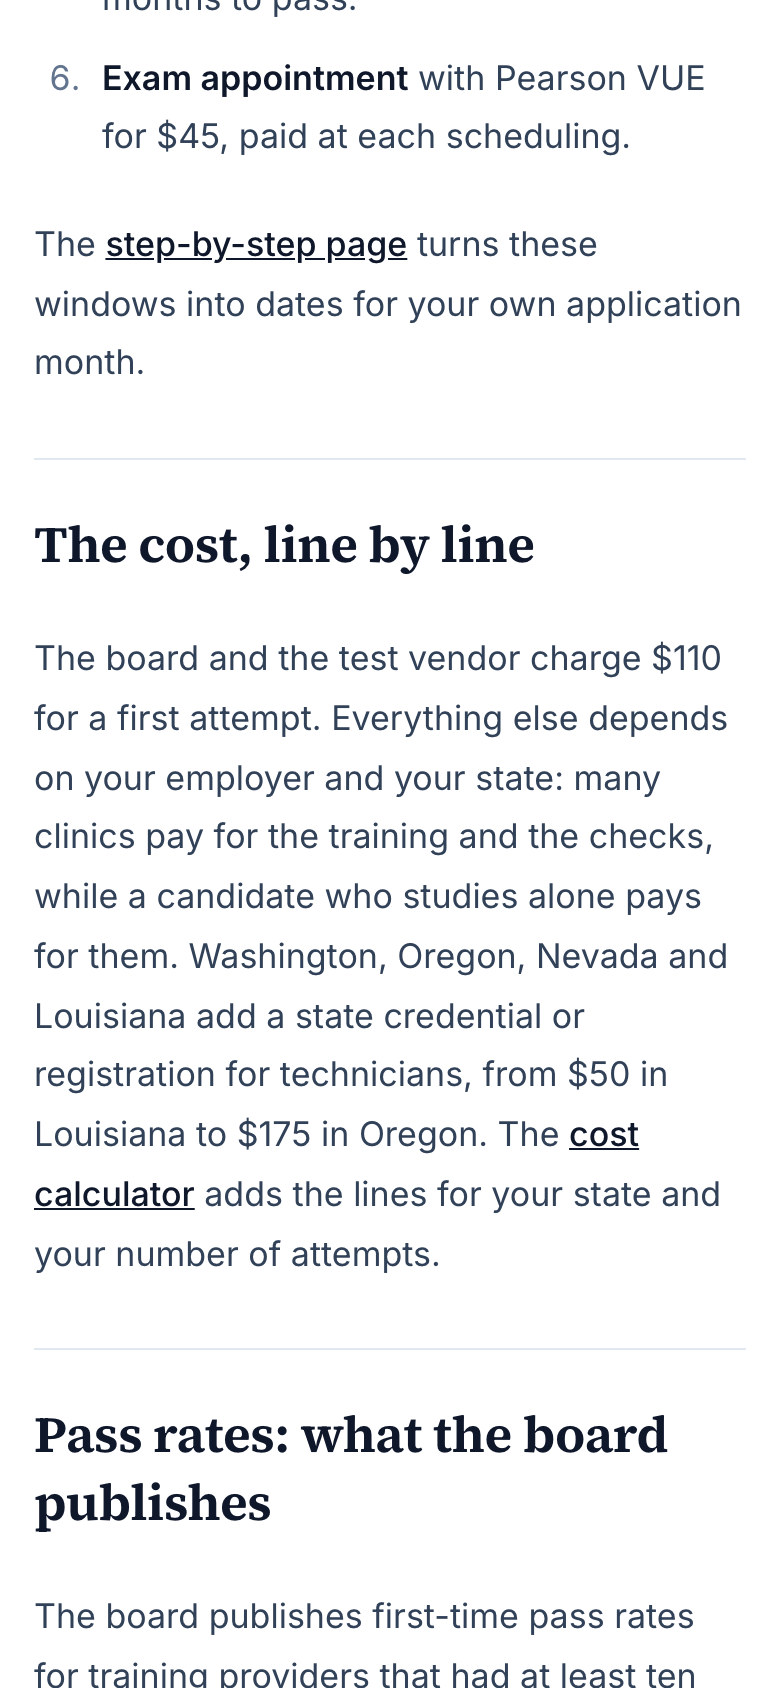 months to pass.
6. Exam appointment with Pearson VUE
for $45, paid at each scheduling.
The step-by-step page turns these
windows into dates for your own application
month.
The cost, line by line
The board and the test vendor charge $110
for a first attempt. Everything else depends
on your employer and your state: many
clinics pay for the training and the checks,
while a candidate who studies alone pays
for them. Washington, Oregon, Nevada and
Louisiana add a state credential or
registration for technicians, from $50 in
Louisiana to $175 in Oregon. The cost
calculator adds the lines for your state and
your number of attempts.
Pass rates: what the board
publishes
The board publishes first-time pass rates
for training providers that had at least ten